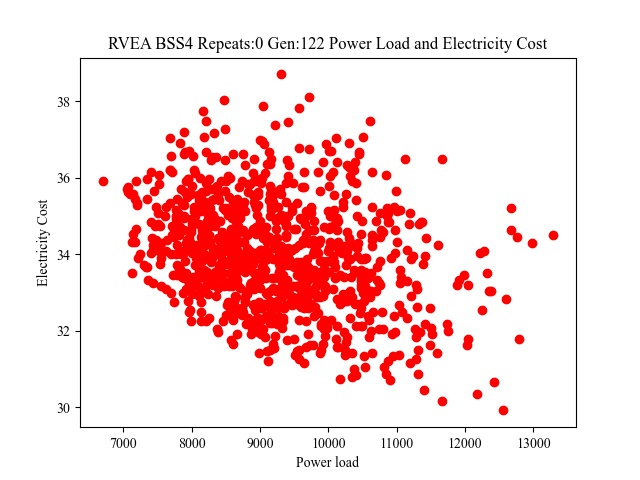 RVEA BSS4 Repeats:0 Gen:122 Power Load and Electricity Cost
38
36
34
32
30
Electricity Cost
7000 8000 9000 10000 11000 12000 13000
Power load